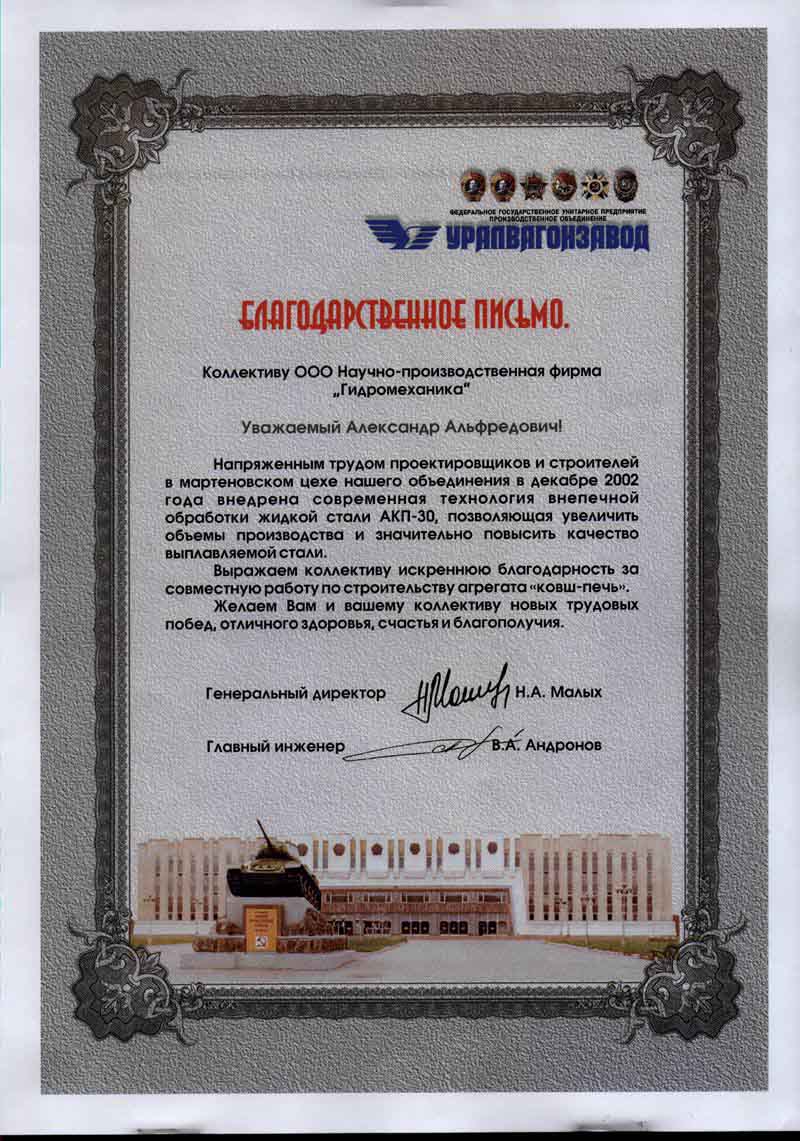 ФЕДЕРАЛЬНОЕ ГОСУДАРСТВЕННОЕ УНИТАРНОЕ ПРЕДПРИЯТИЕ
ПРОИЗВОДСТВЕННОЕ ОБЪЕДИНЕНИЕ
УРАЛВАГОНЗАВОД
БЛАГОДАРСТВЕННОЕ ПИСЬМО.
Коллективу ООО Научно-производственная фирма
„Гидромеханика“
Уважаемый Александр Альфредович!
Напряженным трудом проектировщиков и строителей
в мартеновском цехе нашего объединения в декабре 2002
года внедрена современная технология внепечной
обработки жидкой стали АКП-30, позволяющая увеличить
объемы производства и значительно повысить качество
выплавляемой стали.
Выражаем коллективу искреннюю благодарность за
совместную работу по строительству агрегата «ковш-печь».
Желаем Вам и вашему коллективу новых трудовых
побед, отличного здоровья, счастья и благополучия.
Генеральный директор Н.А. Малых
Главный инженер В.А. Андронов